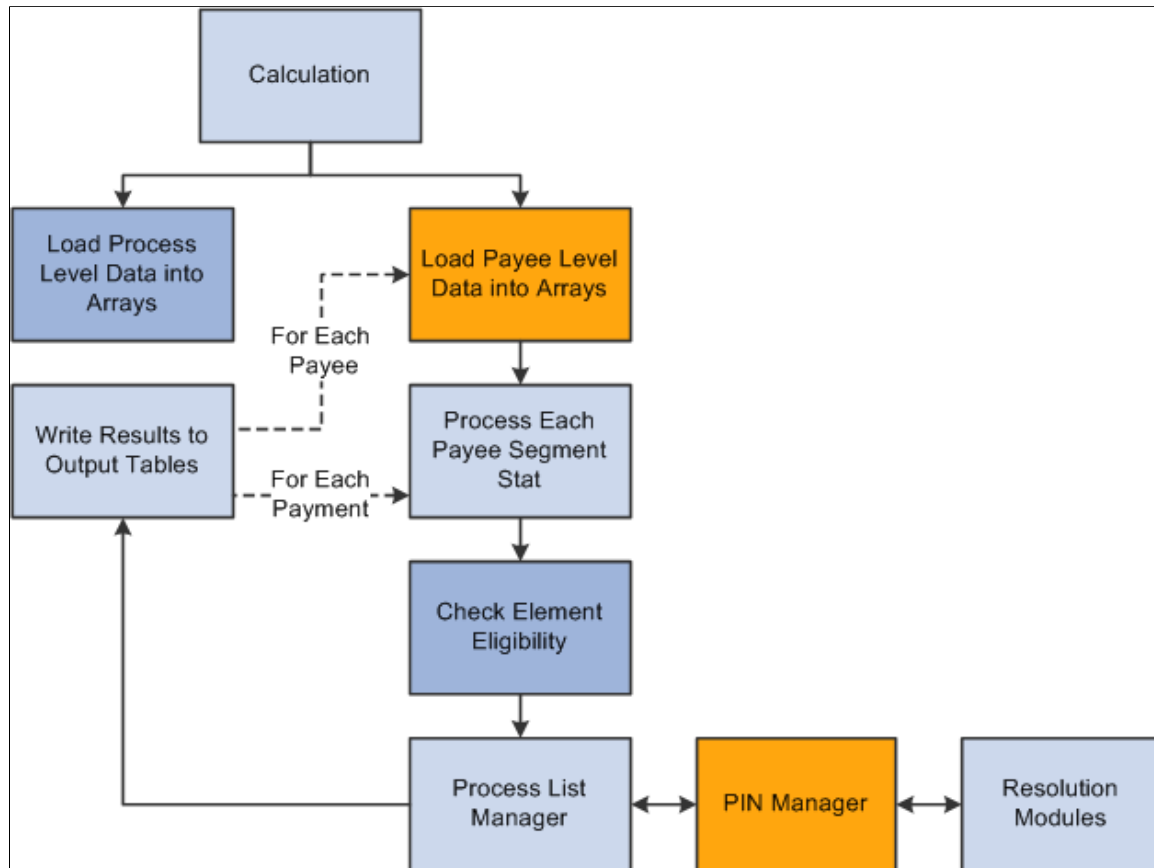 Calculation
Load Process
Level Data into
Arrays
Load Payee Level
Data into Arrays
For Each
Payee
Write Results to
Output Tables
For Each
Payment
Process Each
Payee Segment
Stat
Check Element
Eligibility
Process List
Manager
PIN Manager
Resolution
Modules